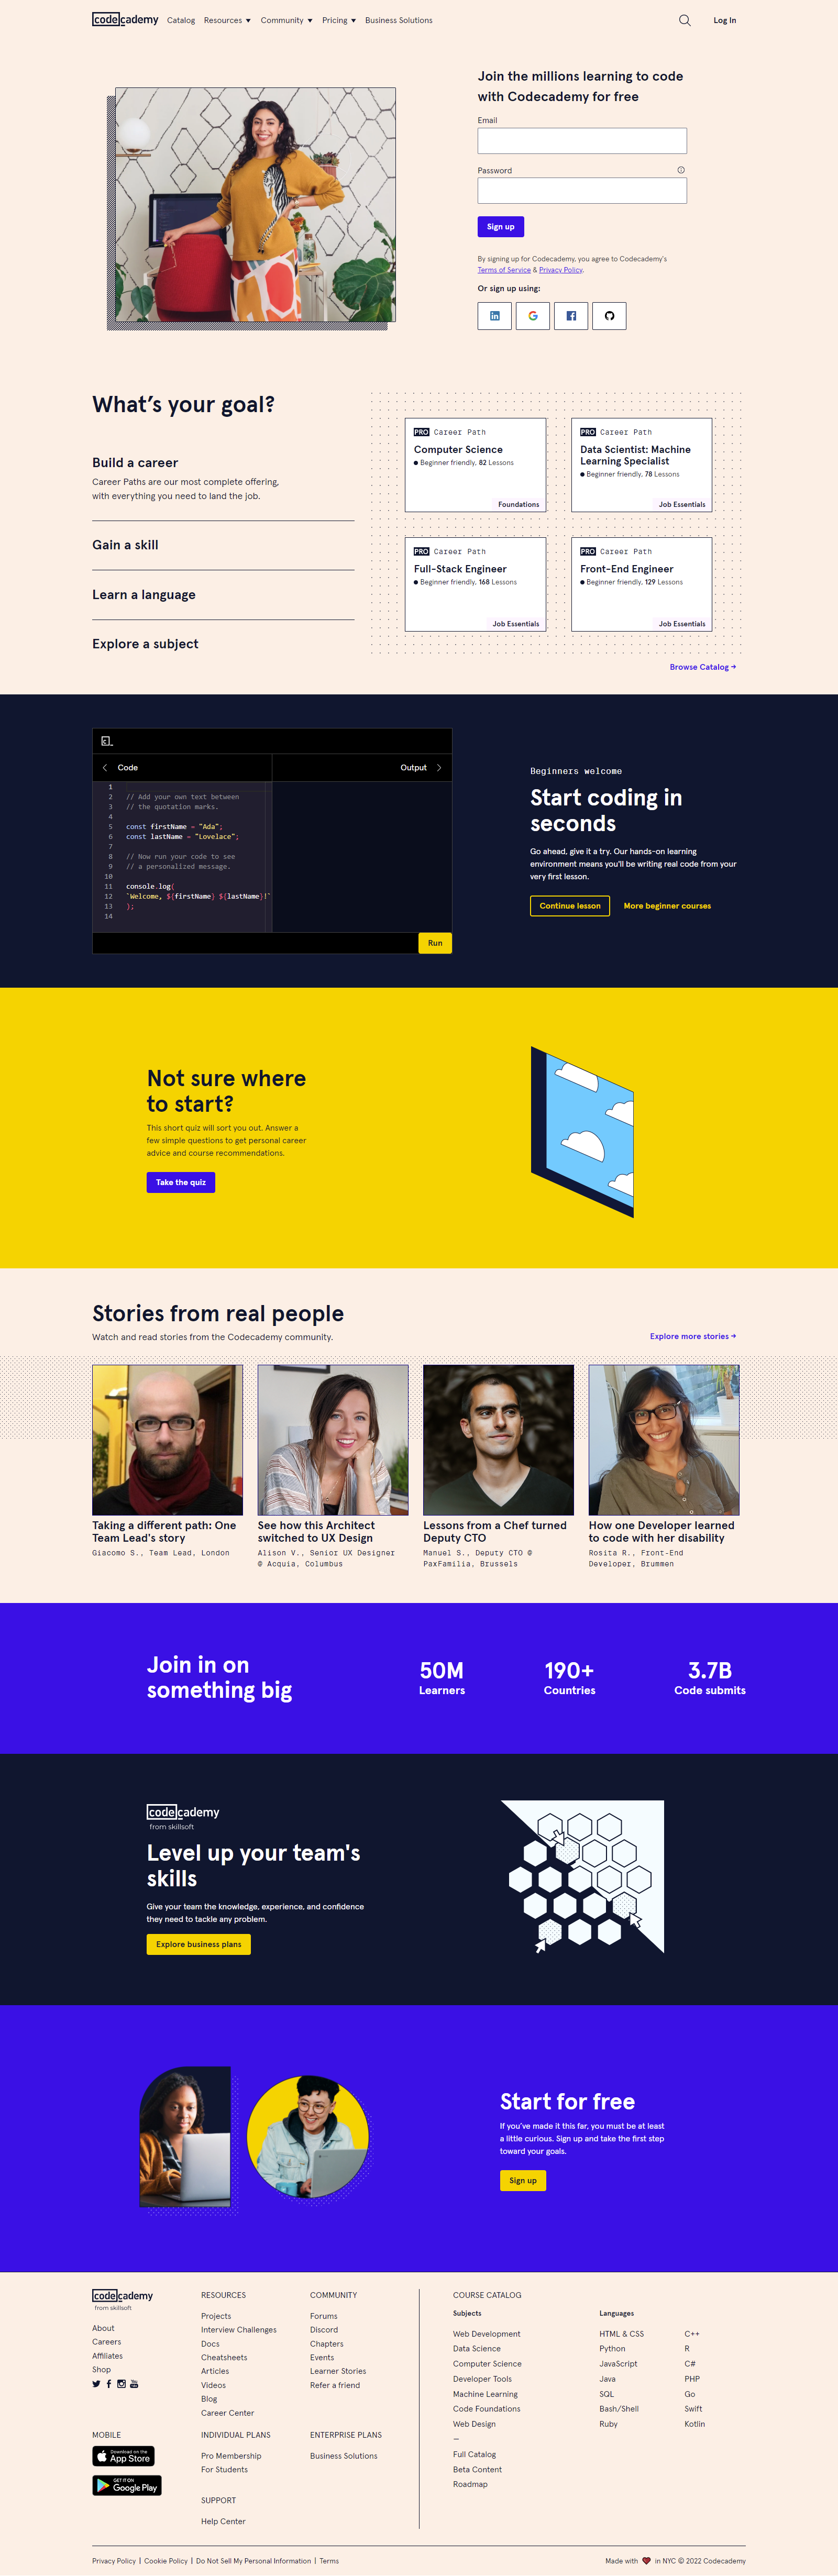 codecademy Catalog Resources Community Pricing Business Solutions Log In
Join the millions learning to code
with Codecademy for free
Email
Password
Sign up
By signing up for Codecademy, you agree to Codecademy's
Terms of Service & Privacy Policy.
Or sign up using:
What's your goal?
Build a career
Career Paths are our most complete offering,
with everything you need to land the job.
Gain a skill
Learn a language
Explore a subject
PRO Career Path
Computer Science
Beginner friendly, 82 Lessons
Foundations
PRO Career Path
Data Scientist: Machine
Learning Specialist
Beginner friendly, 78 Lessons
Job Essentials
PRO Career Path
Full-Stack Engineer
Beginner friendly, 168 Lessons
Job Essentials
PRO Career Path
Front-End Engineer
Beginner friendly, 129 Lessons
Job Essentials
Browse Catalog →
c_
Code
Output
1
2 // Add your own text between
3 // the quotation marks.
4
5 const firstName = "Ada";
6 const lastName = "Lovelace";
7
8 // Now run your code to see
9 // a personalized message.
10
11 console.log(
12 `Welcome, ${firstName} ${lastName}!`
13 );
14
Run
Beginners welcome
Start coding in
seconds
Go ahead, give it a try. Our hands-on learning
environment means you'll be writing real code from your
very first lesson.
Continue lesson More beginner courses
Not sure where
to start?
This short quiz will sort you out. Answer a
few simple questions to get personal career
advice and course recommendations.
Take the quiz
Stories from real people
Watch and read stories from the Codecademy community.
Explore more stories →
Taking a different path: One
Team Lead's story
Giacomo S., Team Lead, London
See how this Architect
switched to UX Design
Alison V., Senior UX Designer
@ Acquia, Columbus
Lessons from a Chef turned
Deputy CTO
Manuel S., Deputy CTO @
PaxFamilia, Brussels
How one Developer learned
to code with her disability
Rosita R., Front-End
Developer, Brummen
Join in on
something big
50M
Learners
190+
Countries
3.7B
Code submits
codecademy
from skillsoft
Level up your team's
skills
Give your team the knowledge, experience, and confidence
they need to tackle any problem.
Explore business plans
Start for free
If you've made it this far, you must be at least
a little curious. Sign up and take the first step
toward your goals.
Sign up
codecademy
from skillsoft
About
Careers
Affiliates
Shop
RESOURCES
Projects
Interview Challenges
Docs
Cheatsheets
Articles
Videos
Blog
Career Center
COMMUNITY
Forums
Discord
Chapters
Events
Learner Stories
Refer a friend
MOBILE
Download on the
App Store
GET IT ON
Google Play
INDIVIDUAL PLANS
Pro Membership
For Students
ENTERPRISE PLANS
Business Solutions
SUPPORT
Help Center
COURSE CATALOG
Subjects
Web Development
Data Science
Computer Science
Developer Tools
Machine Learning
Code Foundations
Web Design
—
Full Catalog
Beta Content
Roadmap
Languages
HTML & CSS
Python
JavaScript
Java
SQL
Bash/Shell
Ruby
C++
R
C#
PHP
Go
Swift
Kotlin
Privacy Policy | Cookie Policy | Do Not Sell My Personal Information | Terms
Made with in NYC © 2022 Codecademy